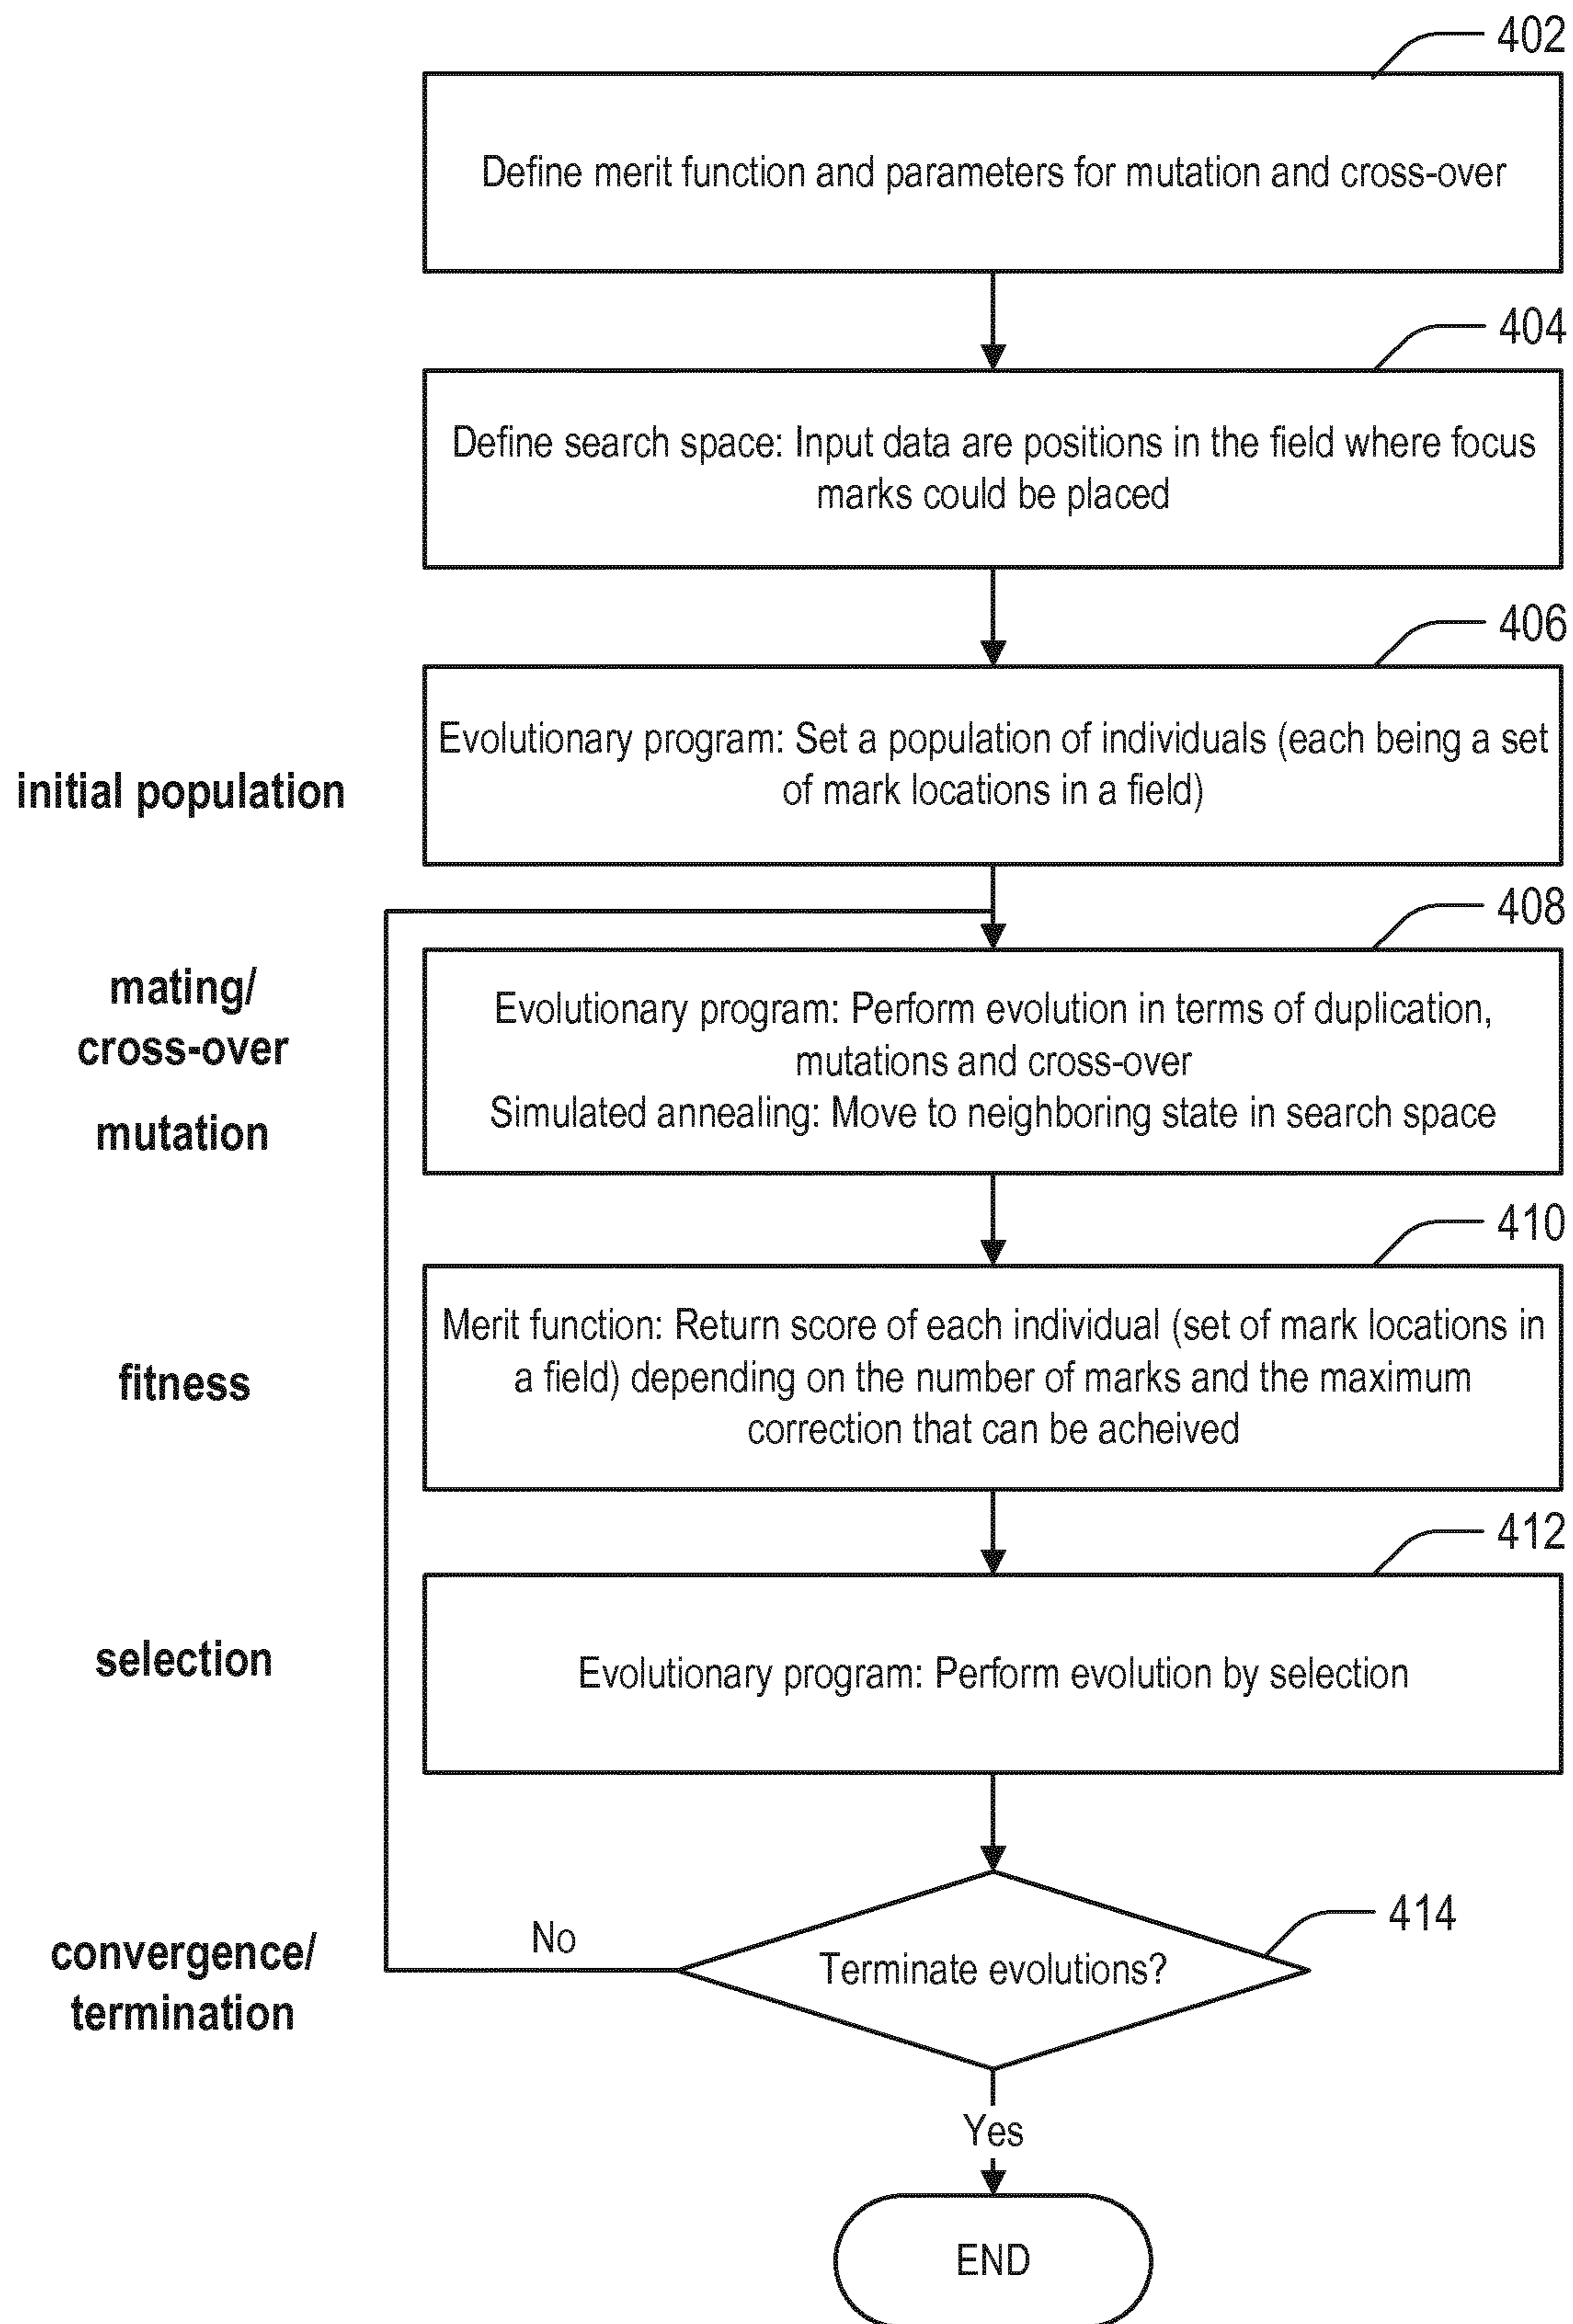 402
Define merit function and parameters for mutation and cross-over
404
Define search space: Input data are positions in the field where focus
marks could be placed
406
initial population
Evolutionary program: Set a population of individuals (each being a set
of mark locations in a field)
408
mating/
cross-over
mutation
Evolutionary program: Perform evolution in terms of duplication,
mutations and cross-over
Simulated annealing: Move to neighboring state in search space
410
fitness
Merit function: Return score of each individual (set of mark locations in
a field) depending on the number of marks and the maximum
correction that can be acheived
412
selection
Evolutionary program: Perform evolution by selection
414
convergence/
termination
No
Terminate evolutions?
Yes
END